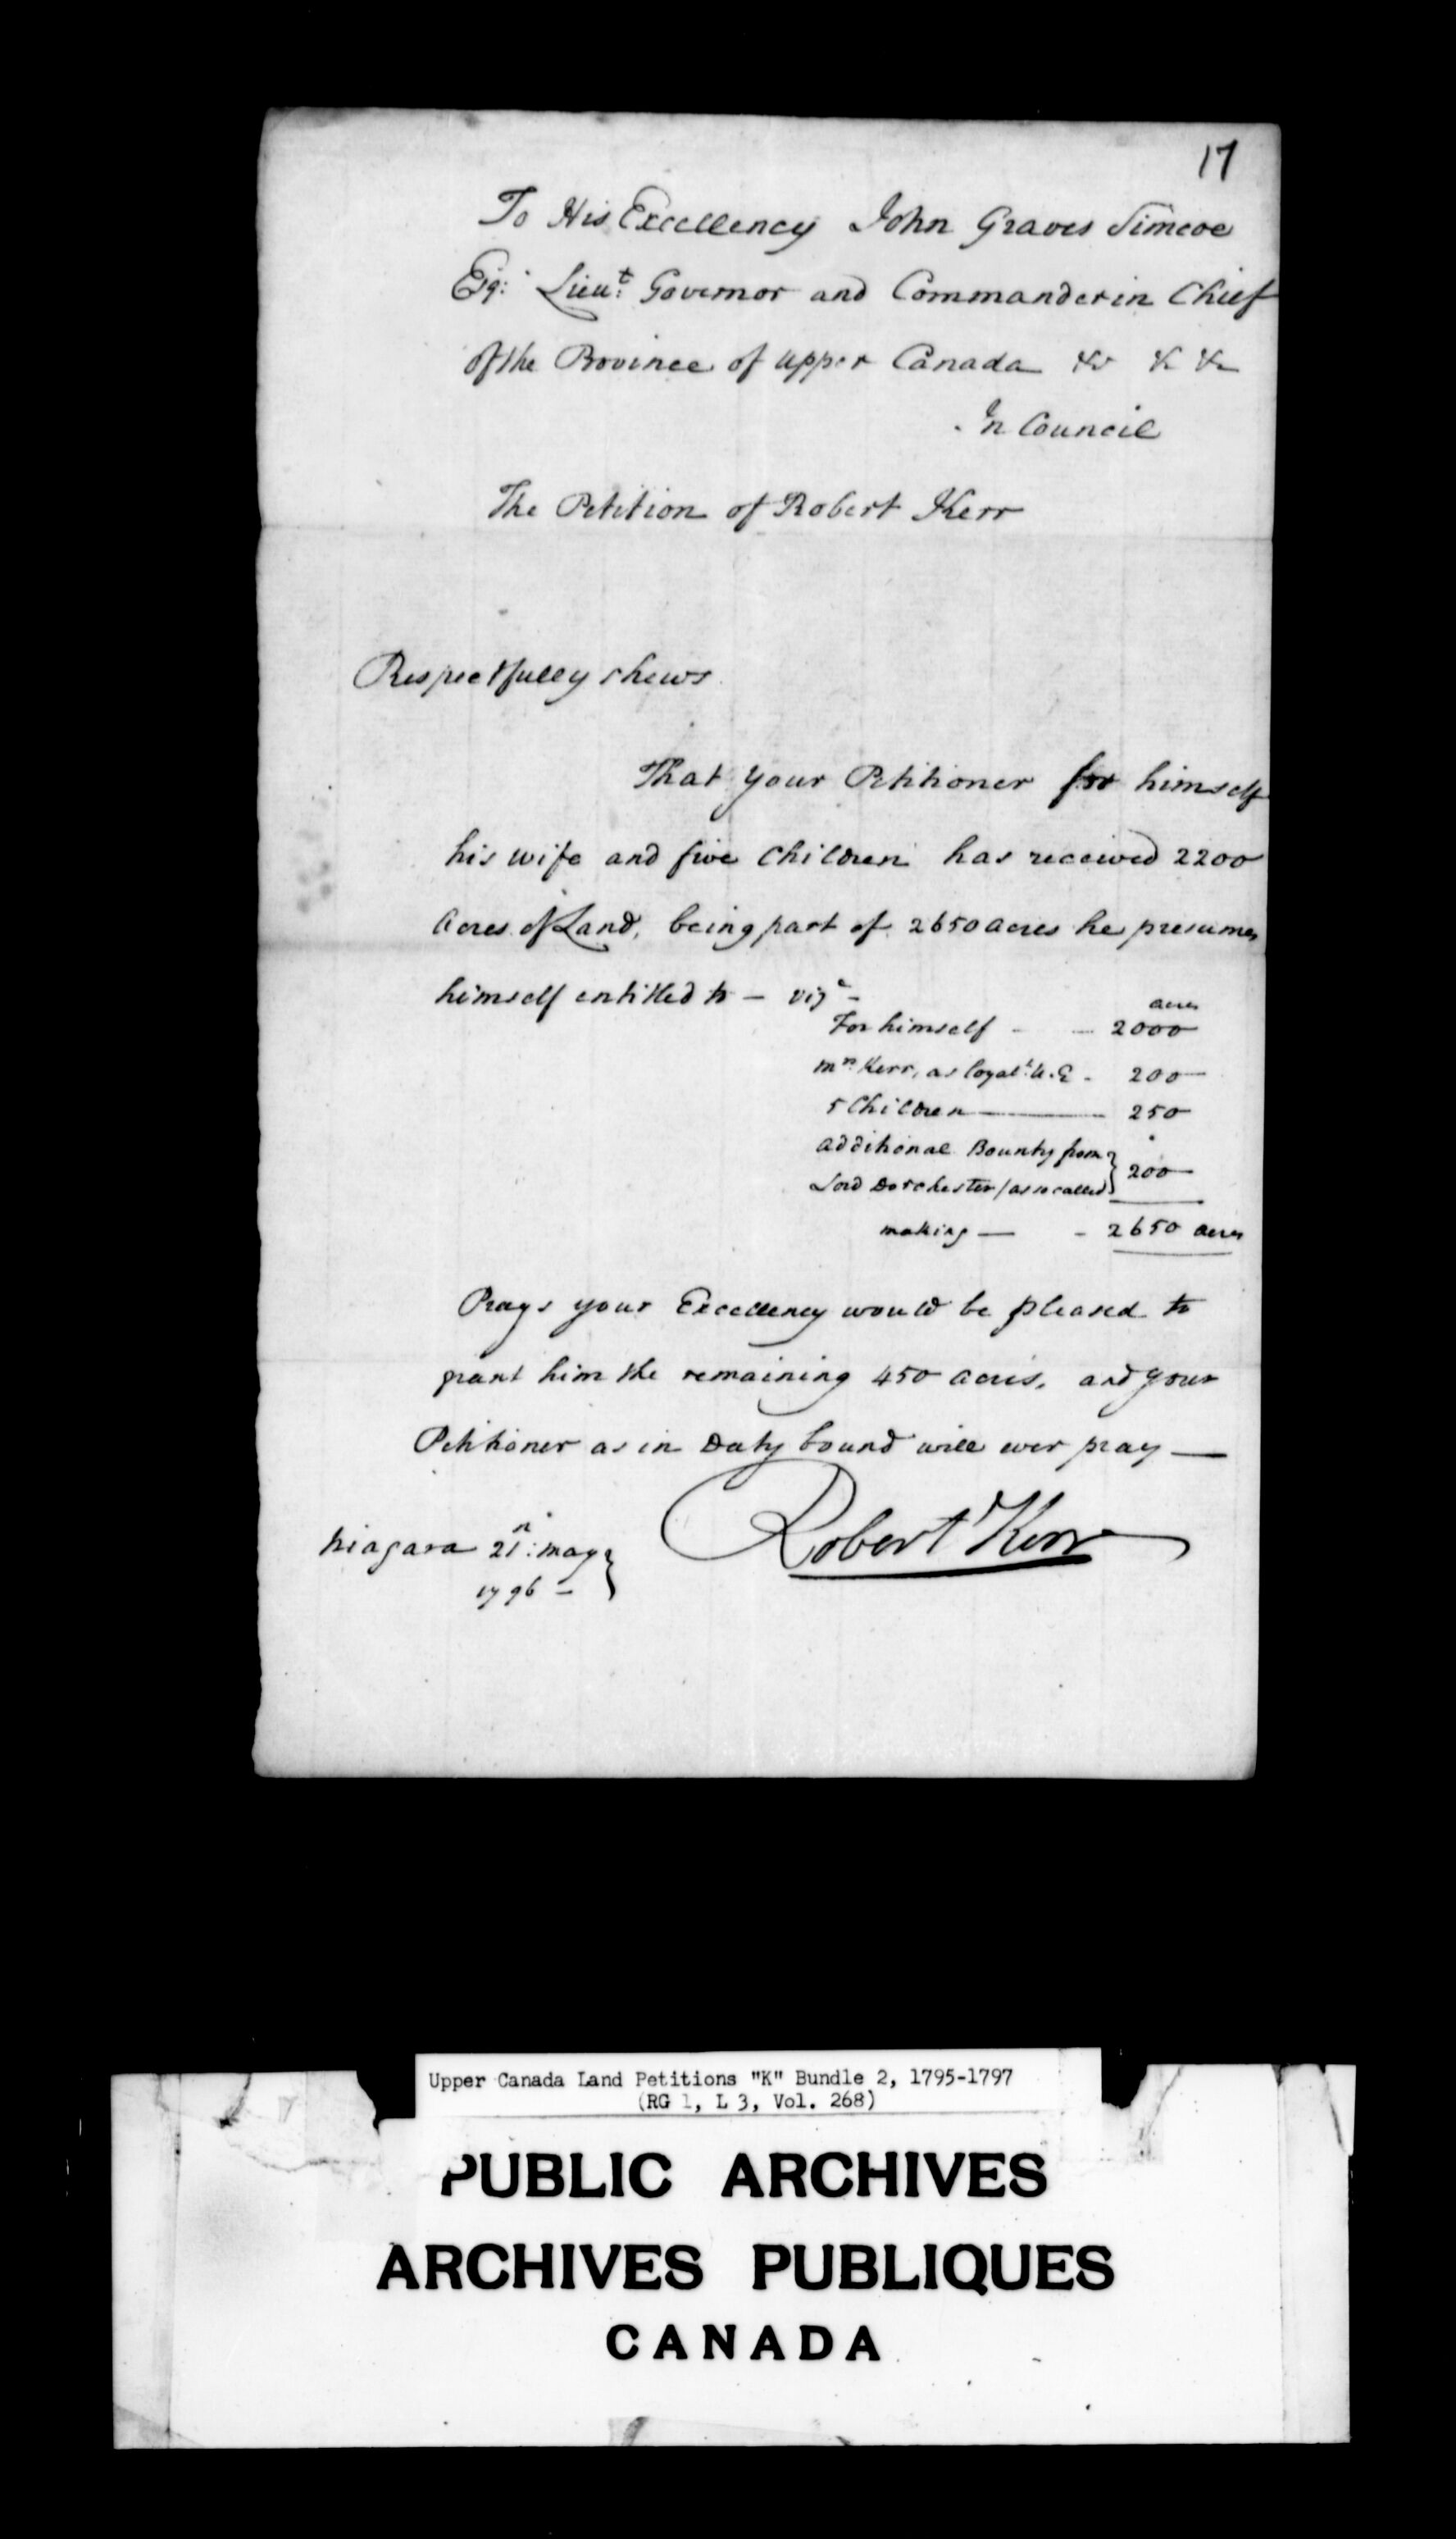 17
To His Excellency John Graves Simcoe
Esq: Lieut: Governor and Commander in Chief
of the Province of upper Canada &c &c &c
In Council
The Petition of Robert Kerr
Respectfully shews
That your Petitioner for himself
his wife and five Children has received 2200
acres of Land, being part of 2650 acres he presumes
himself entitled to — viz -
acres
For himself - - 2000
Mrs: Kerr, as loyalt: U.E - 200
5 Children — 250
additional Bounty from } 200
Lord Dorchester / as so called
making — - 2650 acres
Prays your Excellency would be pleased to
grant him the remaining 450 acres, and your
Petitioner as in Duty bound will ever pray —
Robert Kerr
Niagara 21st: may }
1796 —
Upper Canada Land Petitions "K" Bundle 2, 1795-1797
(RG 1, L 3, Vol. 268)
PUBLIC ARCHIVES
ARCHIVES PUBLIQUES
CANADA